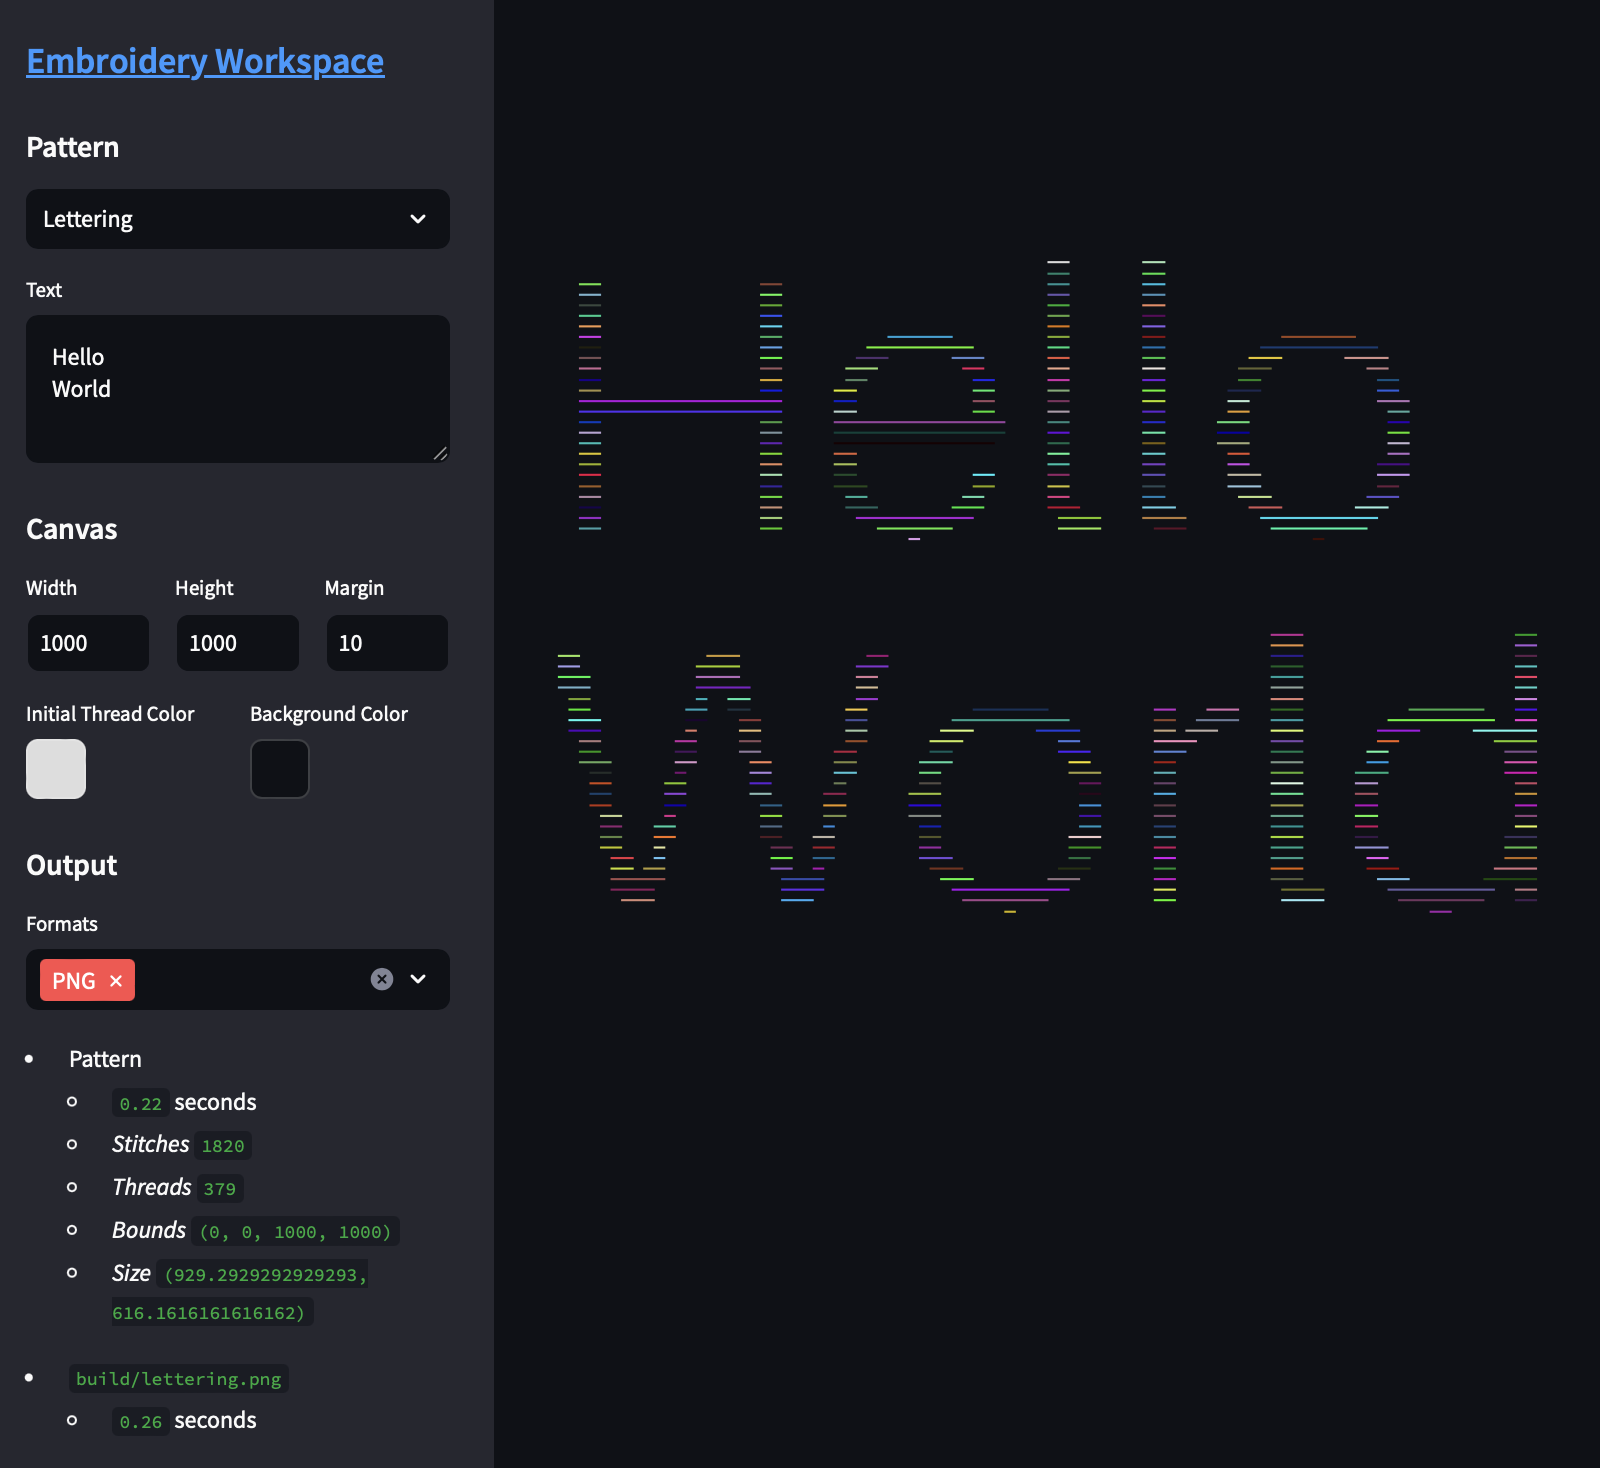 Embroidery Workspace
Pattern
Lettering
Text
Hello
World
Canvas
Width Height Margin
1000 1000 10
Initial Thread Color Background Color
Output
Formats
PNG
Pattern
0.22 seconds
Stitches 1820
Threads 379
Bounds (0, 0, 1000, 1000)
Size (929.2929292929293,
616.1616161616162)
build/lettering.png
0.26 seconds
Hello
World